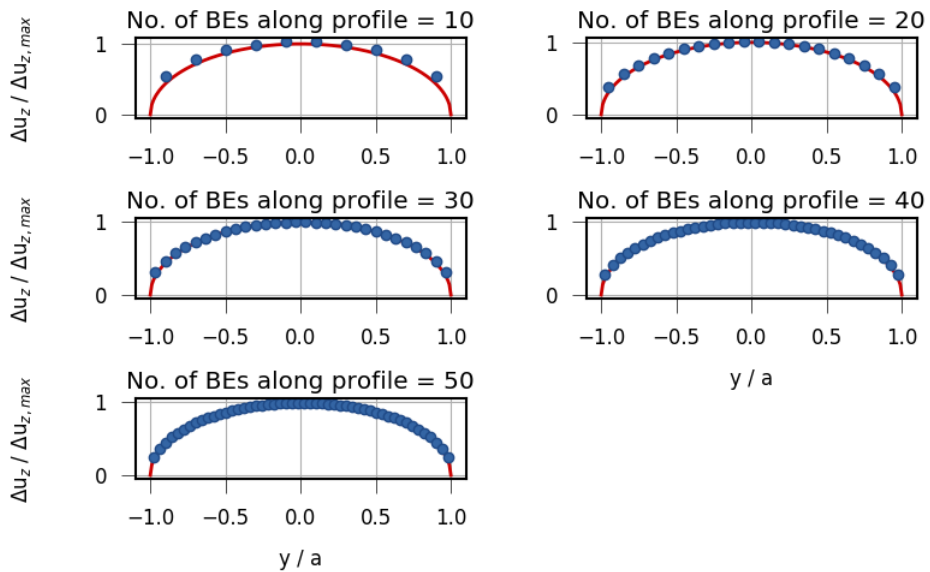 No. of BEs along profile = 10
No. of BEs along profile = 20
Δu_z / Δu_z,max
1
0
−1.0 −0.5 0.0 0.5 1.0
1
0
−1.0 −0.5 0.0 0.5 1.0
No. of BEs along profile = 30
No. of BEs along profile = 40
Δu_z / Δu_z,max
1
0
−1.0 −0.5 0.0 0.5 1.0
1
0
−1.0 −0.5 0.0 0.5 1.0
y / a
No. of BEs along profile = 50
Δu_z / Δu_z,max
1
0
−1.0 −0.5 0.0 0.5 1.0
y / a